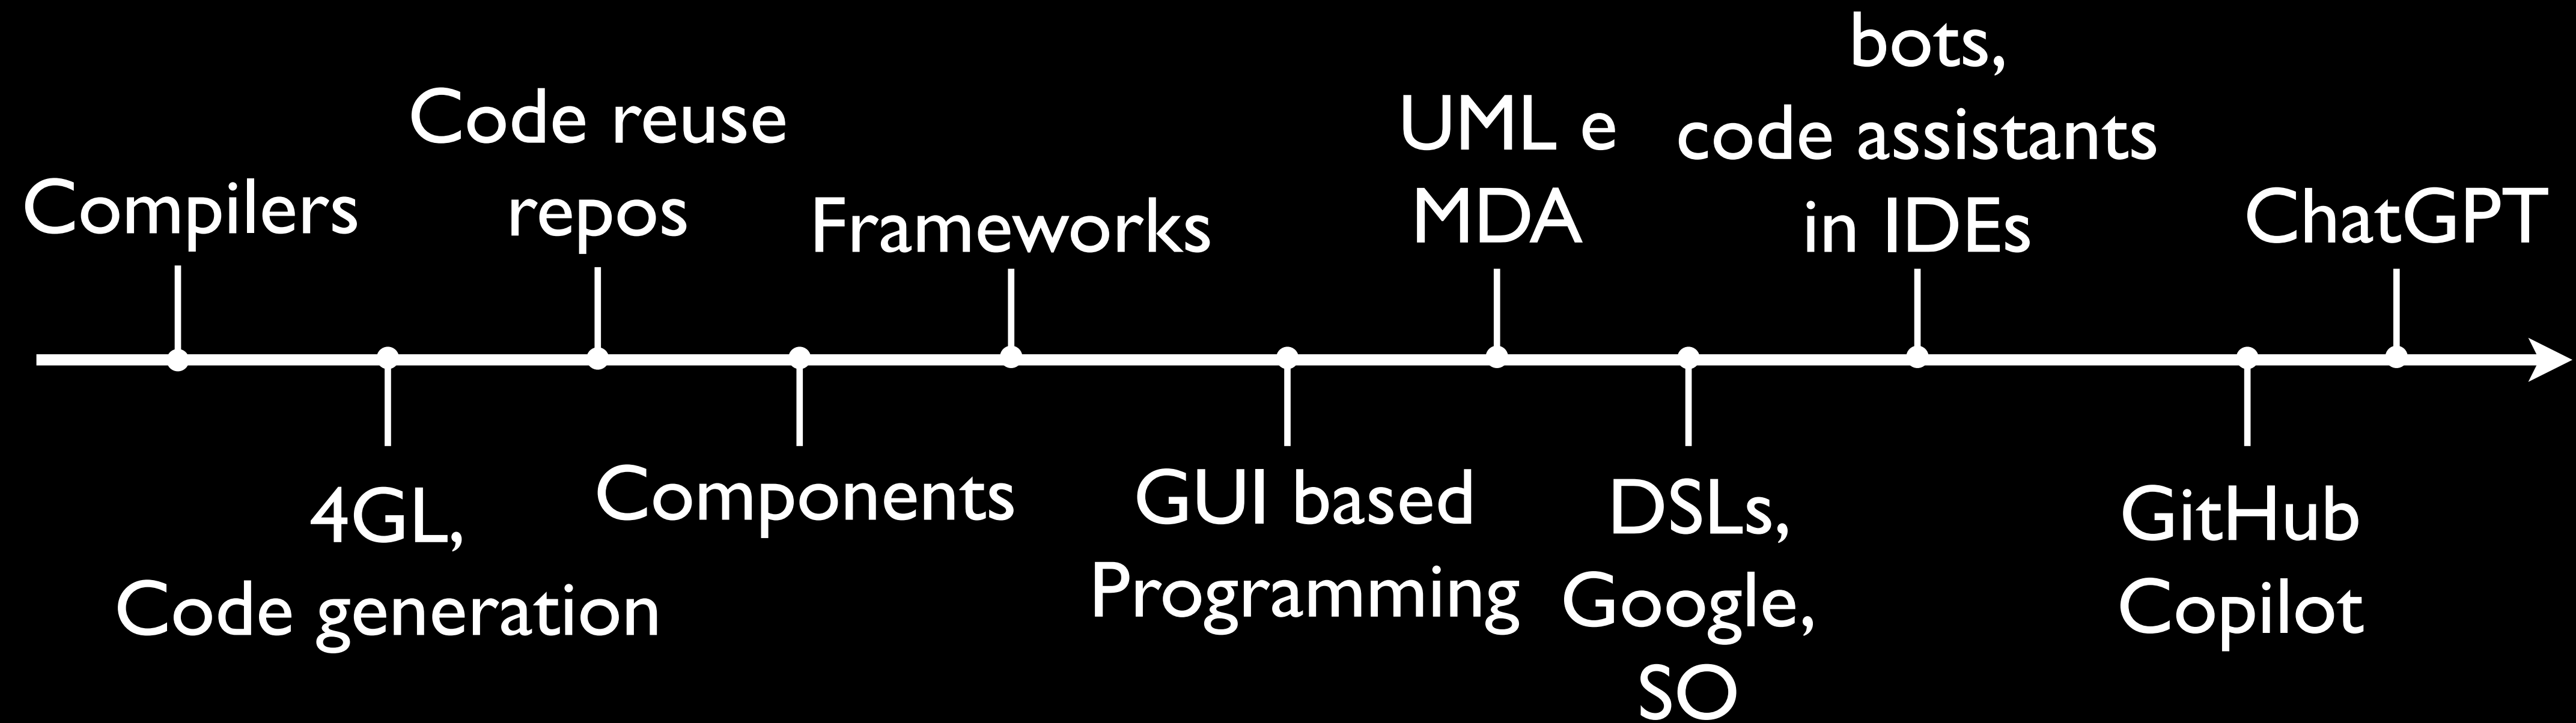 Compilers
4GL,
Code generation
Code reuse
repos
Components
Frameworks
GUI based
Programming
UML e
MDA
DSLs,
Google,
SO
bots,
code assistants
in IDEs
GitHub
Copilot
ChatGPT